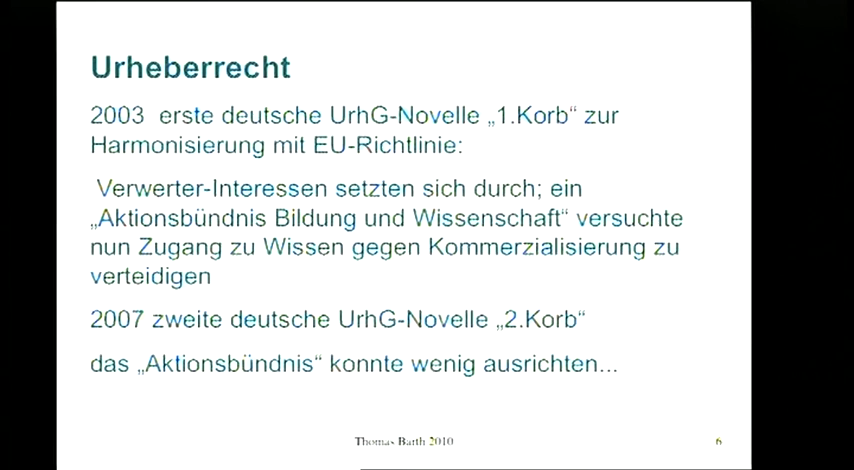 Urheberrecht
2003 erste deutsche UrhG-Novelle „1.Korb“ zur
Harmonisierung mit EU-Richtlinie:
Verwerter-Interessen setzten sich durch; ein
„Aktionsbündnis Bildung und Wissenschaft“ versuchte
nun Zugang zu Wissen gegen Kommerzialisierung zu
verteidigen
2007 zweite deutsche UrhG-Novelle „2.Korb“
das „Aktionsbündnis“ konnte wenig ausrichten...
Thomas Barth 2010
6